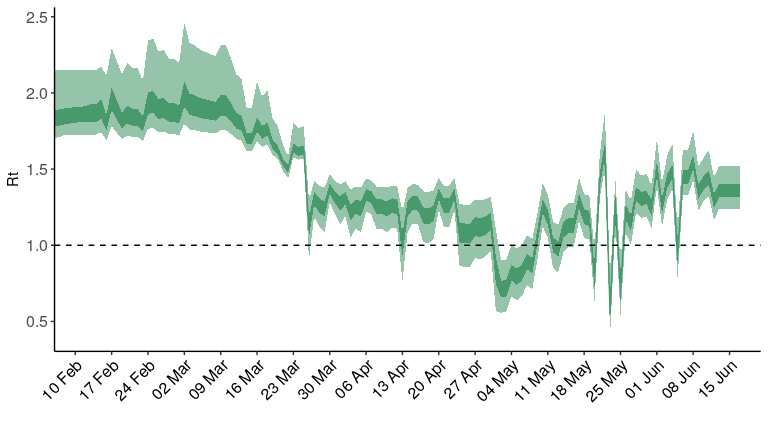 2.5
2.0
1.5
1.0
0.5
Rt
10 Feb
17 Feb
24 Feb
02 Mar
09 Mar
16 Mar
23 Mar
30 Mar
06 Apr
13 Apr
20 Apr
27 Apr
04 May
11 May
18 May
25 May
01 Jun
08 Jun
15 Jun